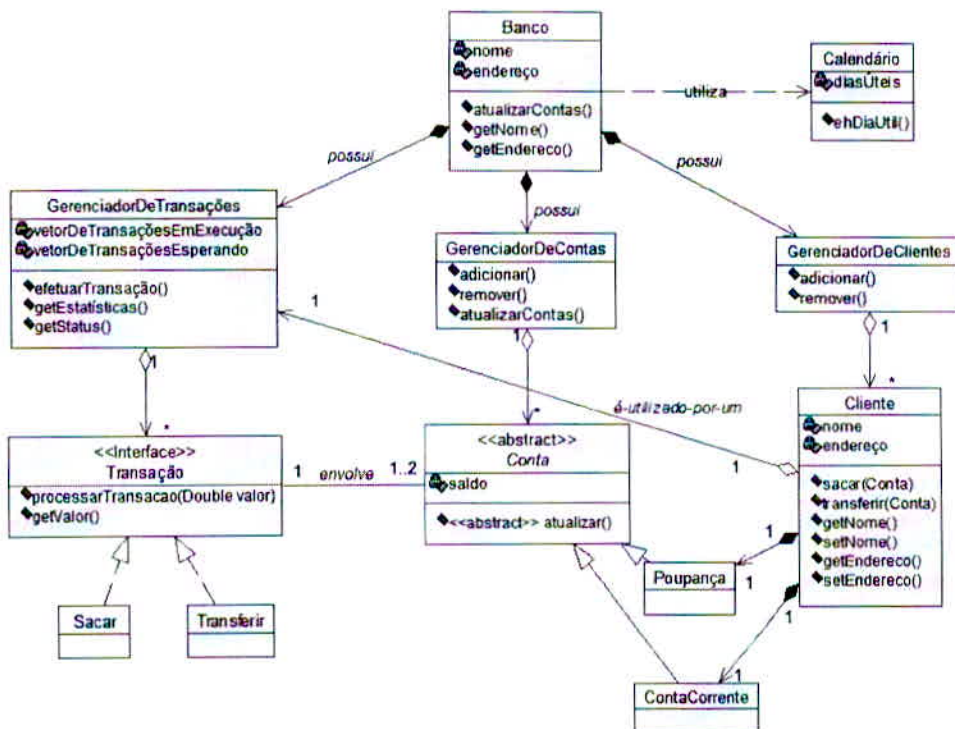 Banco
nome
endereço
atualizarContas()
getNome()
getEndereco()
utiliza
Calendário
diasÚteis
ehDiaUtil()
possui
possui
possui
GerenciadorDeTransações
vetorDeTransaçõesEmExecução
vetorDeTransaçõesEsperando
efetuarTransação()
getEstatísticas()
getStatus()
GerenciadorDeContas
adicionar()
remover()
atualizarContas()
GerenciadorDeClientes
adicionar()
remover()
1
1
1
1
*
*
*
é-utilizado-por-um
1
<<Interface>>
Transação
processarTransacao(Double valor)
getValor()
1 envolve 1..2
<<abstract>>
Conta
saldo
<<abstract>> atualizar()
Cliente
nome
endereço
sacar(Conta)
transferir(Conta)
getNome()
setNome()
getEndereco()
setEndereco()
1
1
1
1
Poupança
Sacar
Transferir
ContaCorrente